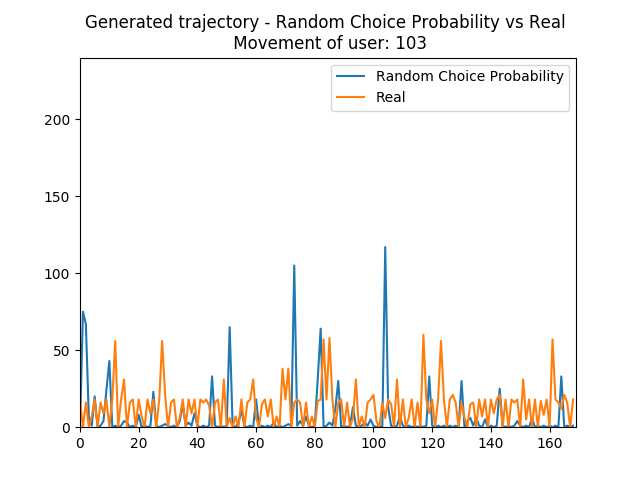 Generated trajectory - Random Choice Probability vs Real
Movement of user: 103
Random Choice Probability
Real
200
150
100
50
0
0 20 40 60 80 100 120 140 160